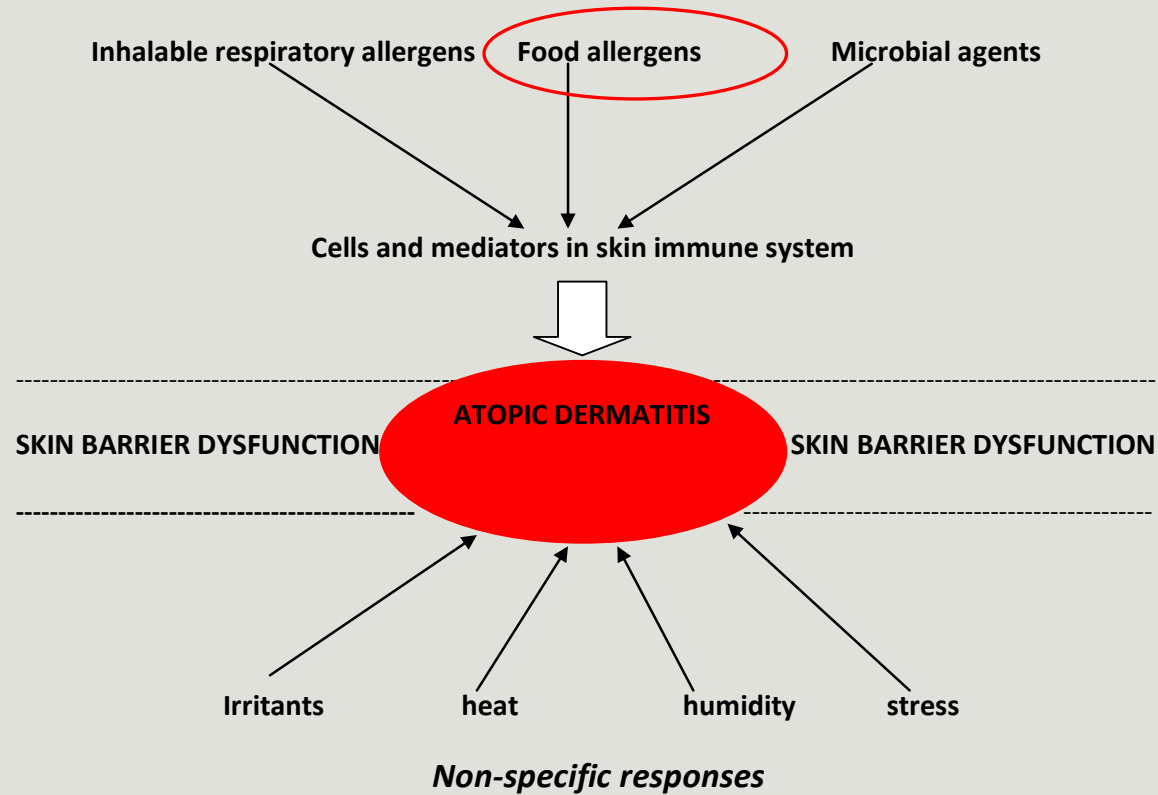 Inhalable respiratory allergens Food allergens Microbial agents
Cells and mediators in skin immune system
ATOPIC DERMATITIS
SKIN BARRIER DYSFUNCTION SKIN BARRIER DYSFUNCTION
Irritants heat humidity stress
Non-specific responses